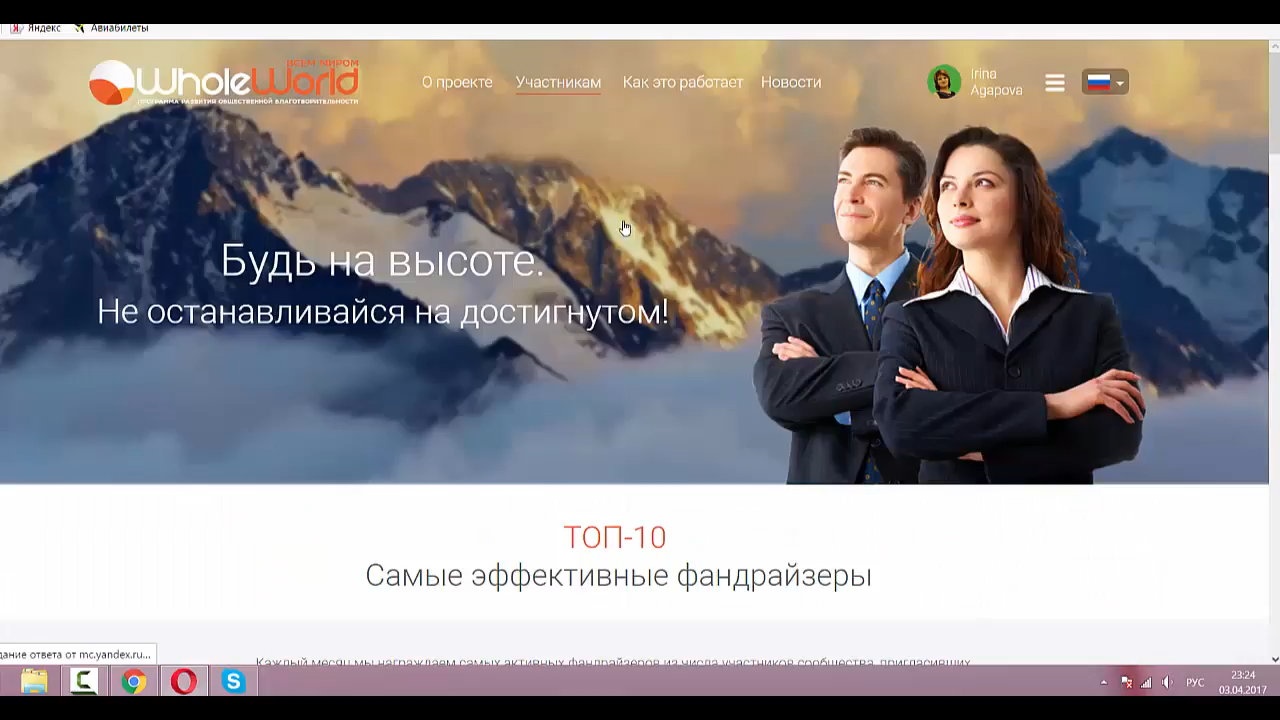 Яндекс Авиабилеты
ВСЕМ МИРОМ
WholeWorld
ПРОГРАММА РАЗВИТИЯ ОБЩЕСТВЕННОЙ БЛАГОТВОРИТЕЛЬНОСТИ
О проекте Участникам Как это работает Новости
Irina
Agapova
Будь на высоте.
Не останавливайся на достигнутом!
ТОП-10
Самые эффективные фандрайзеры
Каждый месяц мы награждаем самых активных фандрайзеров из числа участников сообщества, пригласивших
дание ответа от mc.yandex.ru...
РУС
23:24
03.04.2017